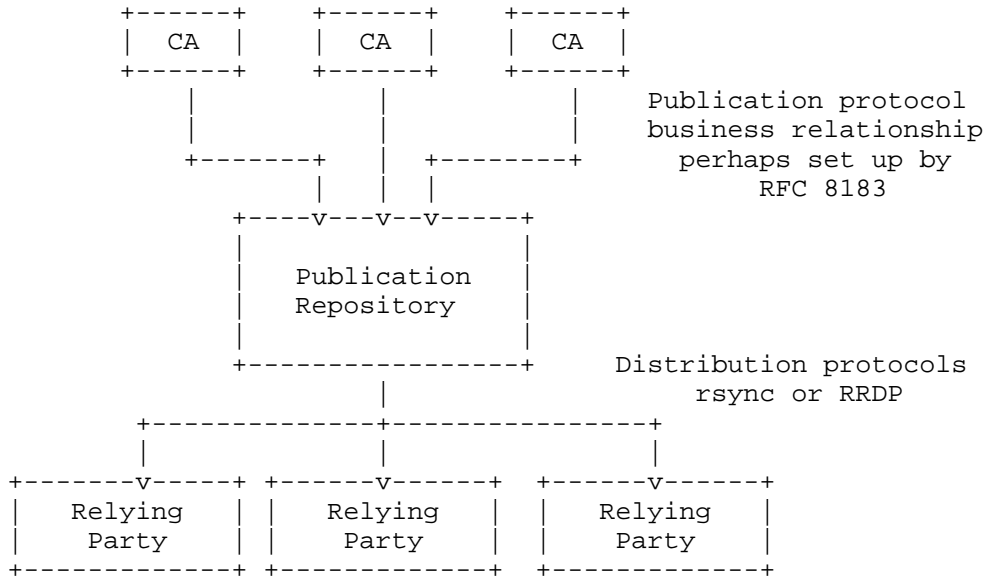 CA CA CA
Publication protocol
business relationship
perhaps set up by
RFC 8183
Publication
Repository
Distribution protocols
rsync or RRDP
Relying Relying Relying
Party Party Party